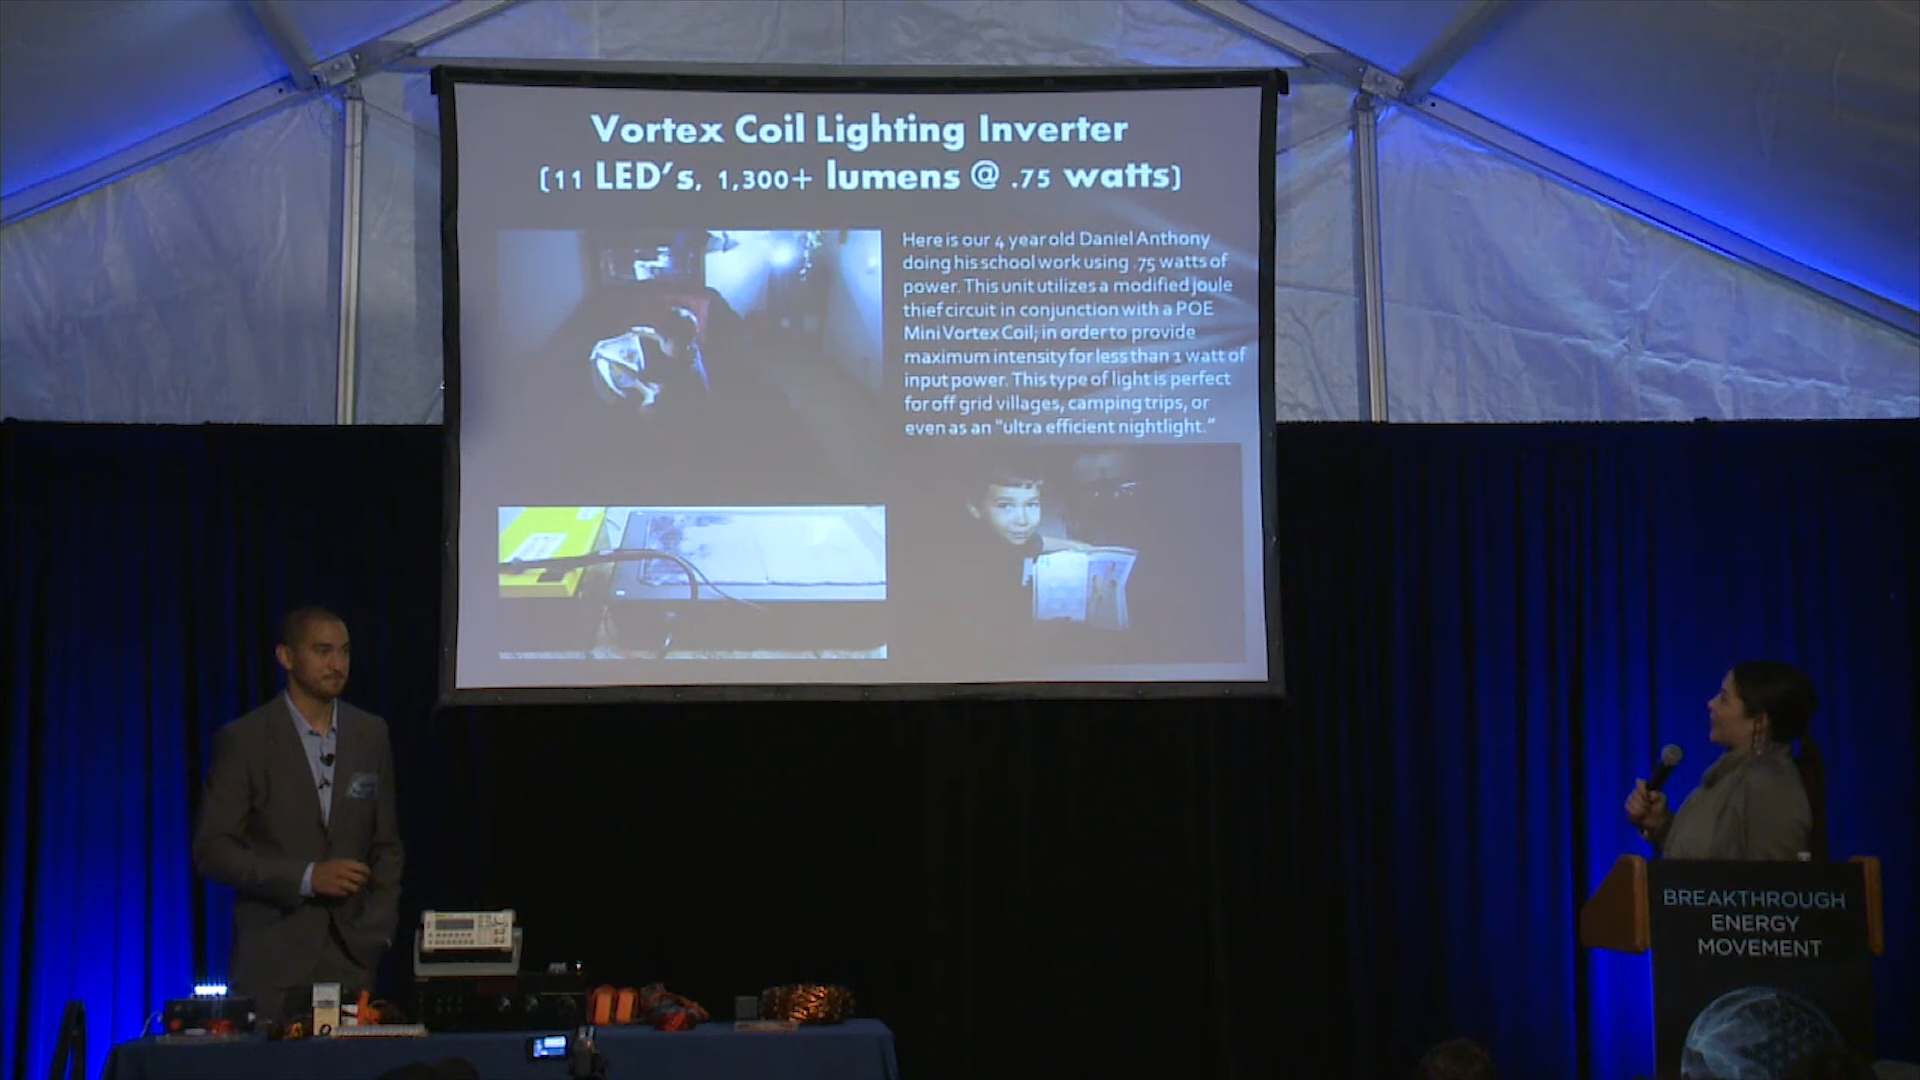 Vortex Coil Lighting Inverter
(11 LED's, 1,300+ lumens @ .75 watts)
Here is our 4 year old Daniel Anthony
doing his school work using .75 watts of
power. This unit utilizes a modified joule
thief circuit in conjunction with a POE
Mini Vortex Coil; in order to provide
maximum intensity for less than 1 watt of
input power. This type of light is perfect
for off grid villages, camping trips, or
even as an "ultra efficient nightlight."
BREAKTHROUGH
ENERGY
MOVEMENT